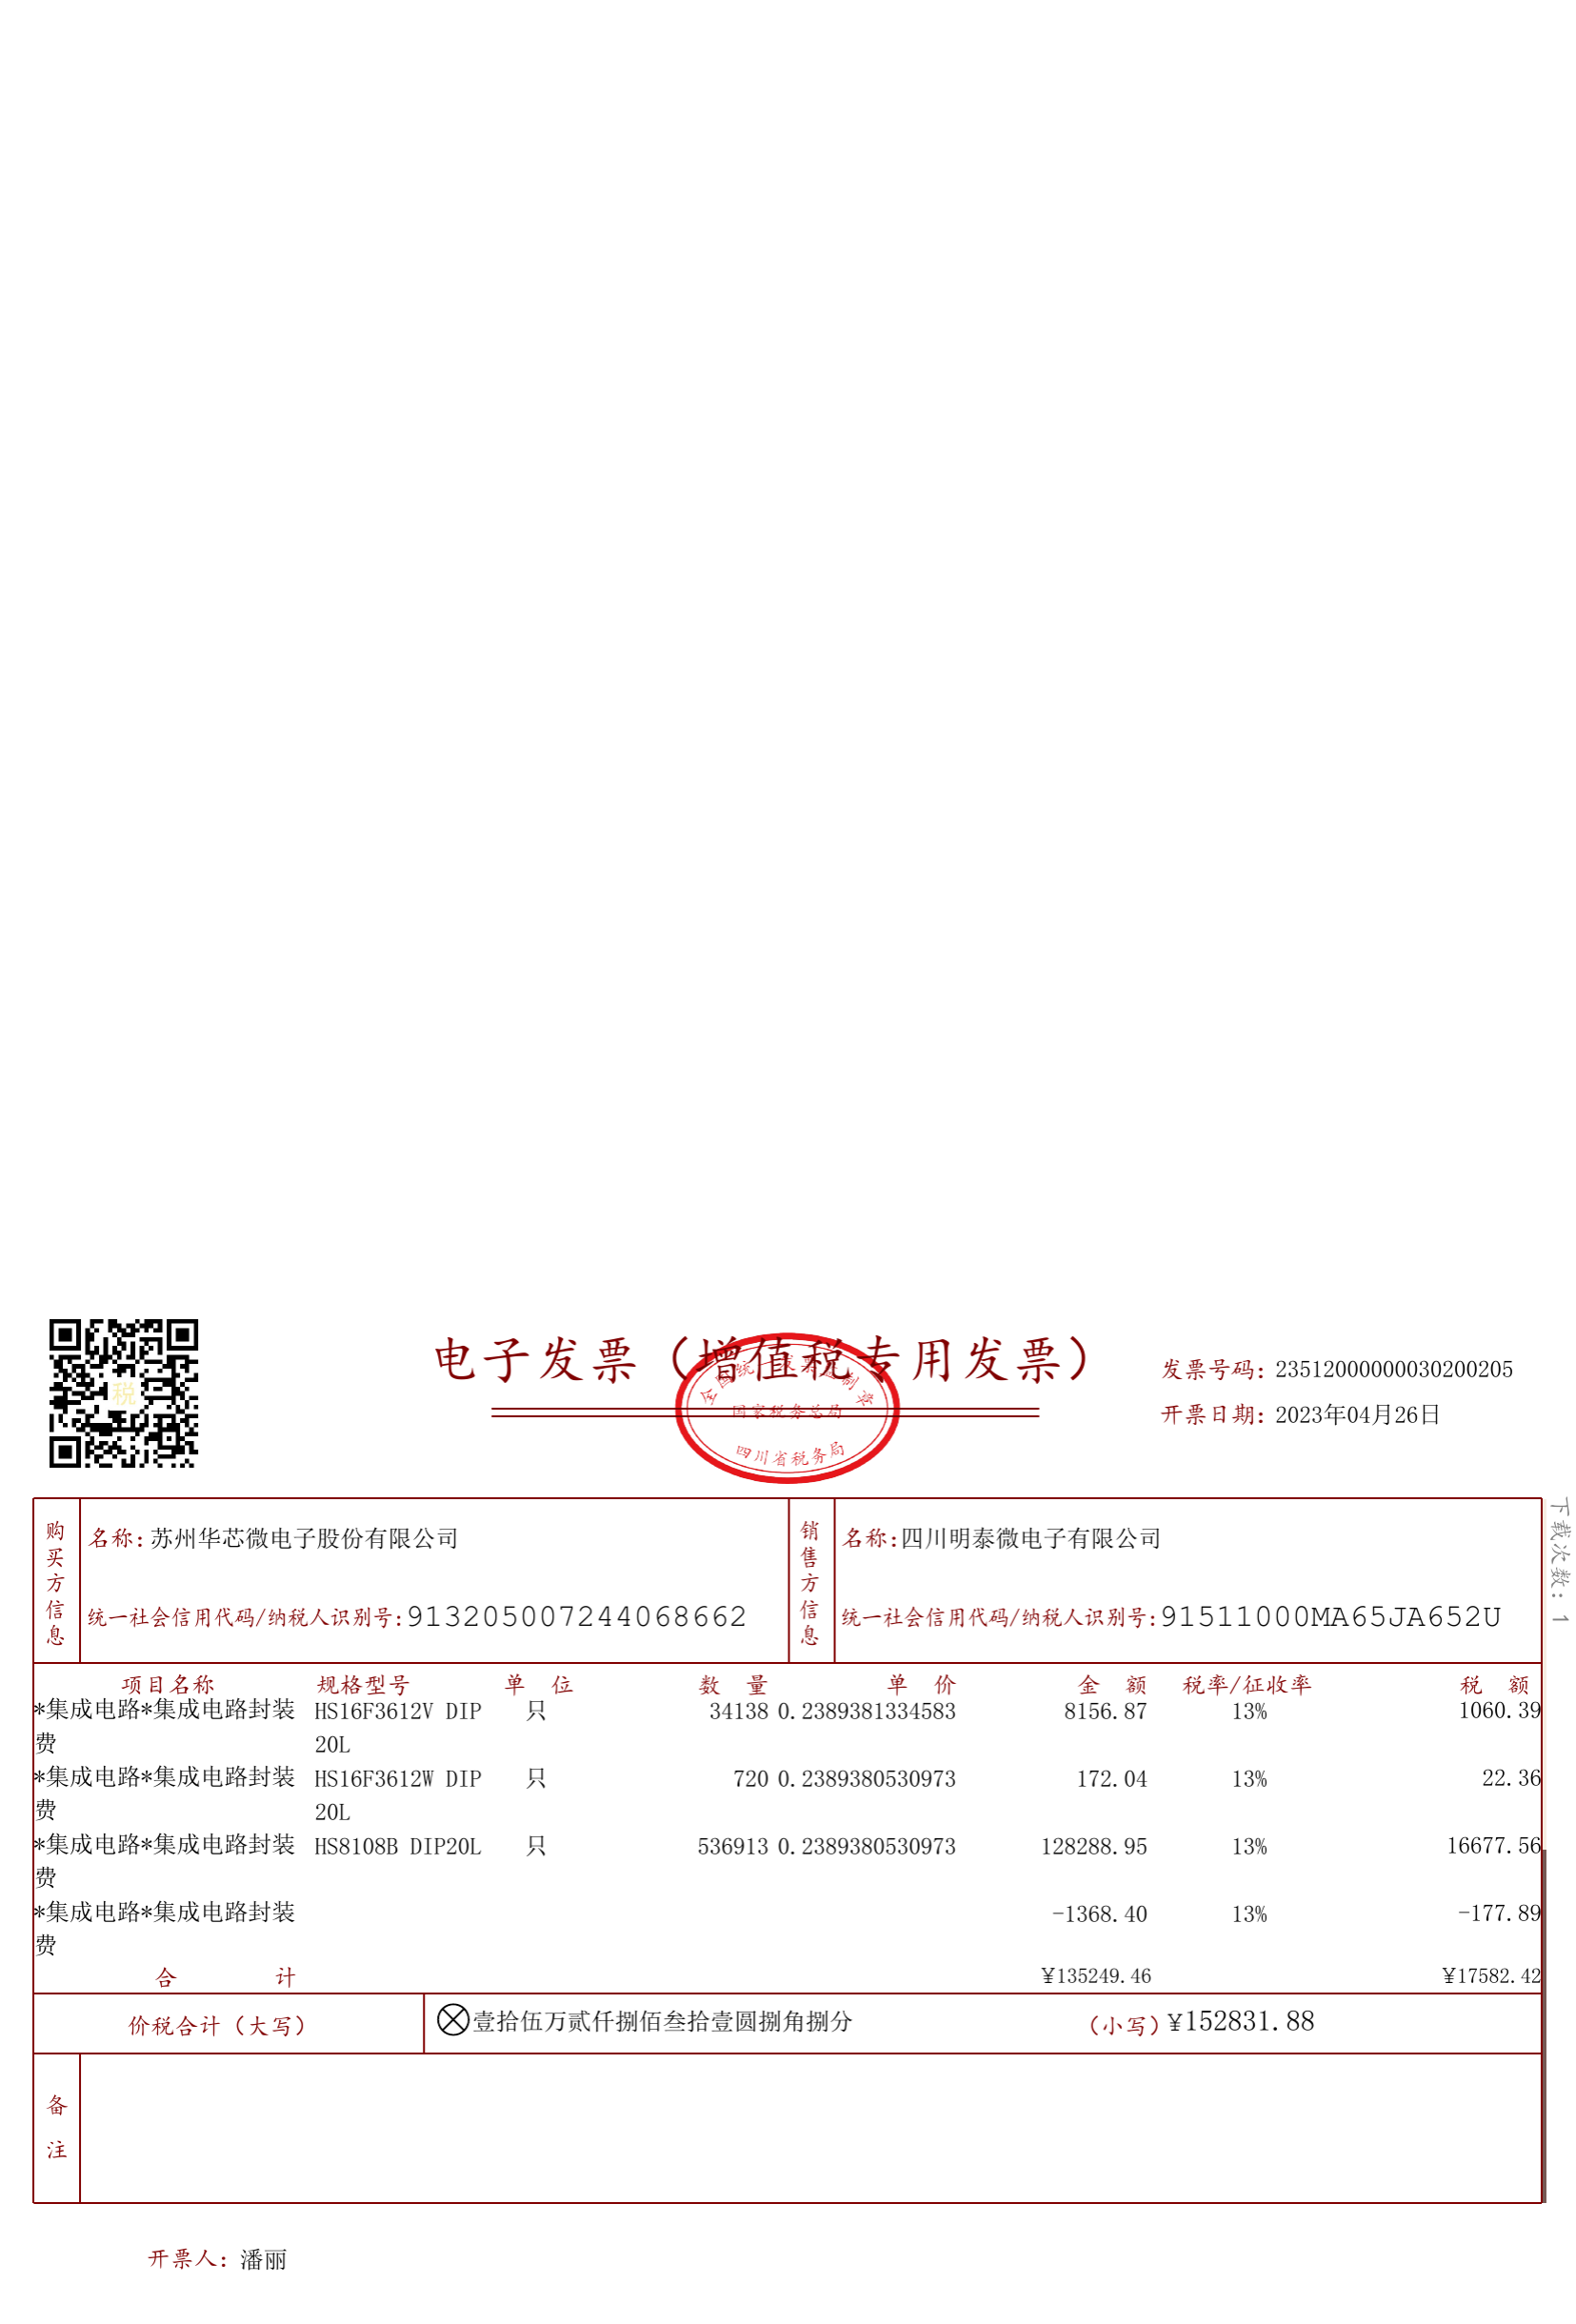 电子发票（增值税专用发票）
全国统一发票监制章
国家税务总局
四川省税务局
税
发票号码：23512000000030200205
开票日期：2023年04月26日
下载次数：1
购买方信息
名称：苏州华芯微电子股份有限公司
统一社会信用代码/纳税人识别号：913205007244068662
销售方信息
名称：四川明泰微电子有限公司
统一社会信用代码/纳税人识别号：91511000MA65JA652U
项目名称 规格型号 单 位 数 量 单 价 金 额 税率/征收率 税 额
*集成电路*集成电路封装 HS16F3612V DIP 只 34138 0.2389381334583 8156.87 13% 1060.39
费 20L
*集成电路*集成电路封装 HS16F3612W DIP 只 720 0.2389380530973 172.04 13% 22.36
费 20L
*集成电路*集成电路封装 HS8108B DIP20L 只 536913 0.2389380530973 128288.95 13% 16677.56
费
*集成电路*集成电路封装 -1368.40 13% -177.89
费
合 计 ¥135249.46 ¥17582.42
价税合计（大写） ⊗壹拾伍万贰仟捌佰叁拾壹圆捌角捌分 （小写）¥152831.88
备注
开票人：潘丽